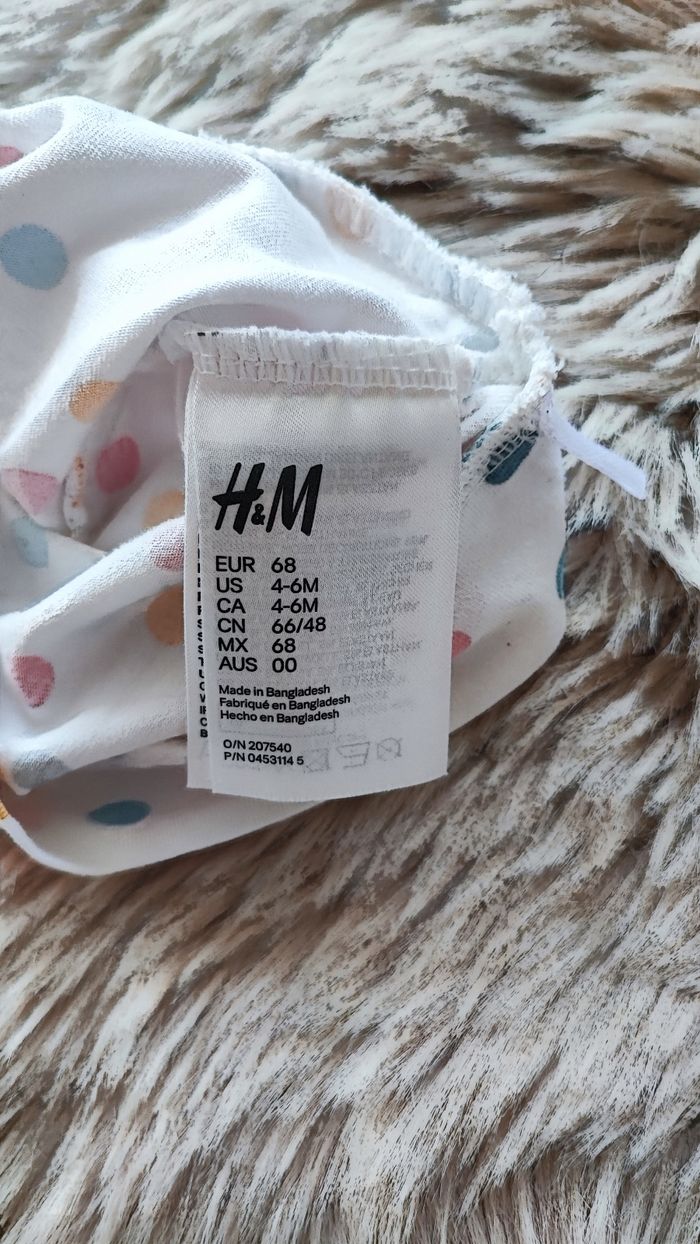 H&M
EUR 68
US 4-6M
CA 4-6M
CN 66/48
MX 68
AUS 00
Made in Bangladesh
Fabriqué en Bangladesh
Hecho en Bangladesh
O/N 207540
P/N 0453114 5